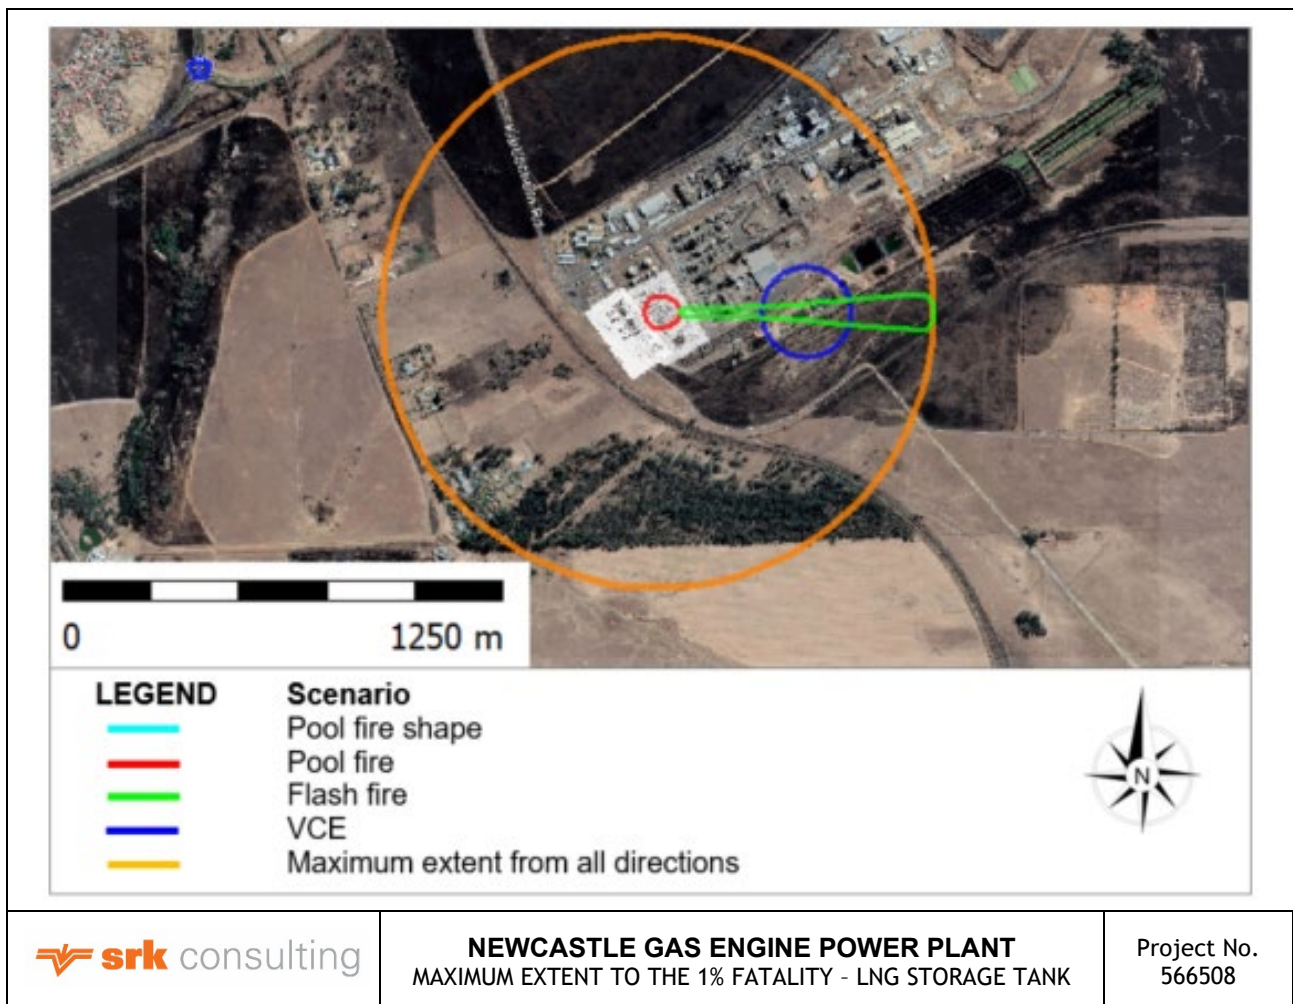 0
1250 m
LEGEND
Scenario
Pool fire shape
Pool fire
Flash fire
VCE
Maximum extent from all directions
N
srk consulting
NEWCASTLE GAS ENGINE POWER PLANT
MAXIMUM EXTENT TO THE 1% FATALITY – LNG STORAGE TANK
Project No.
566508